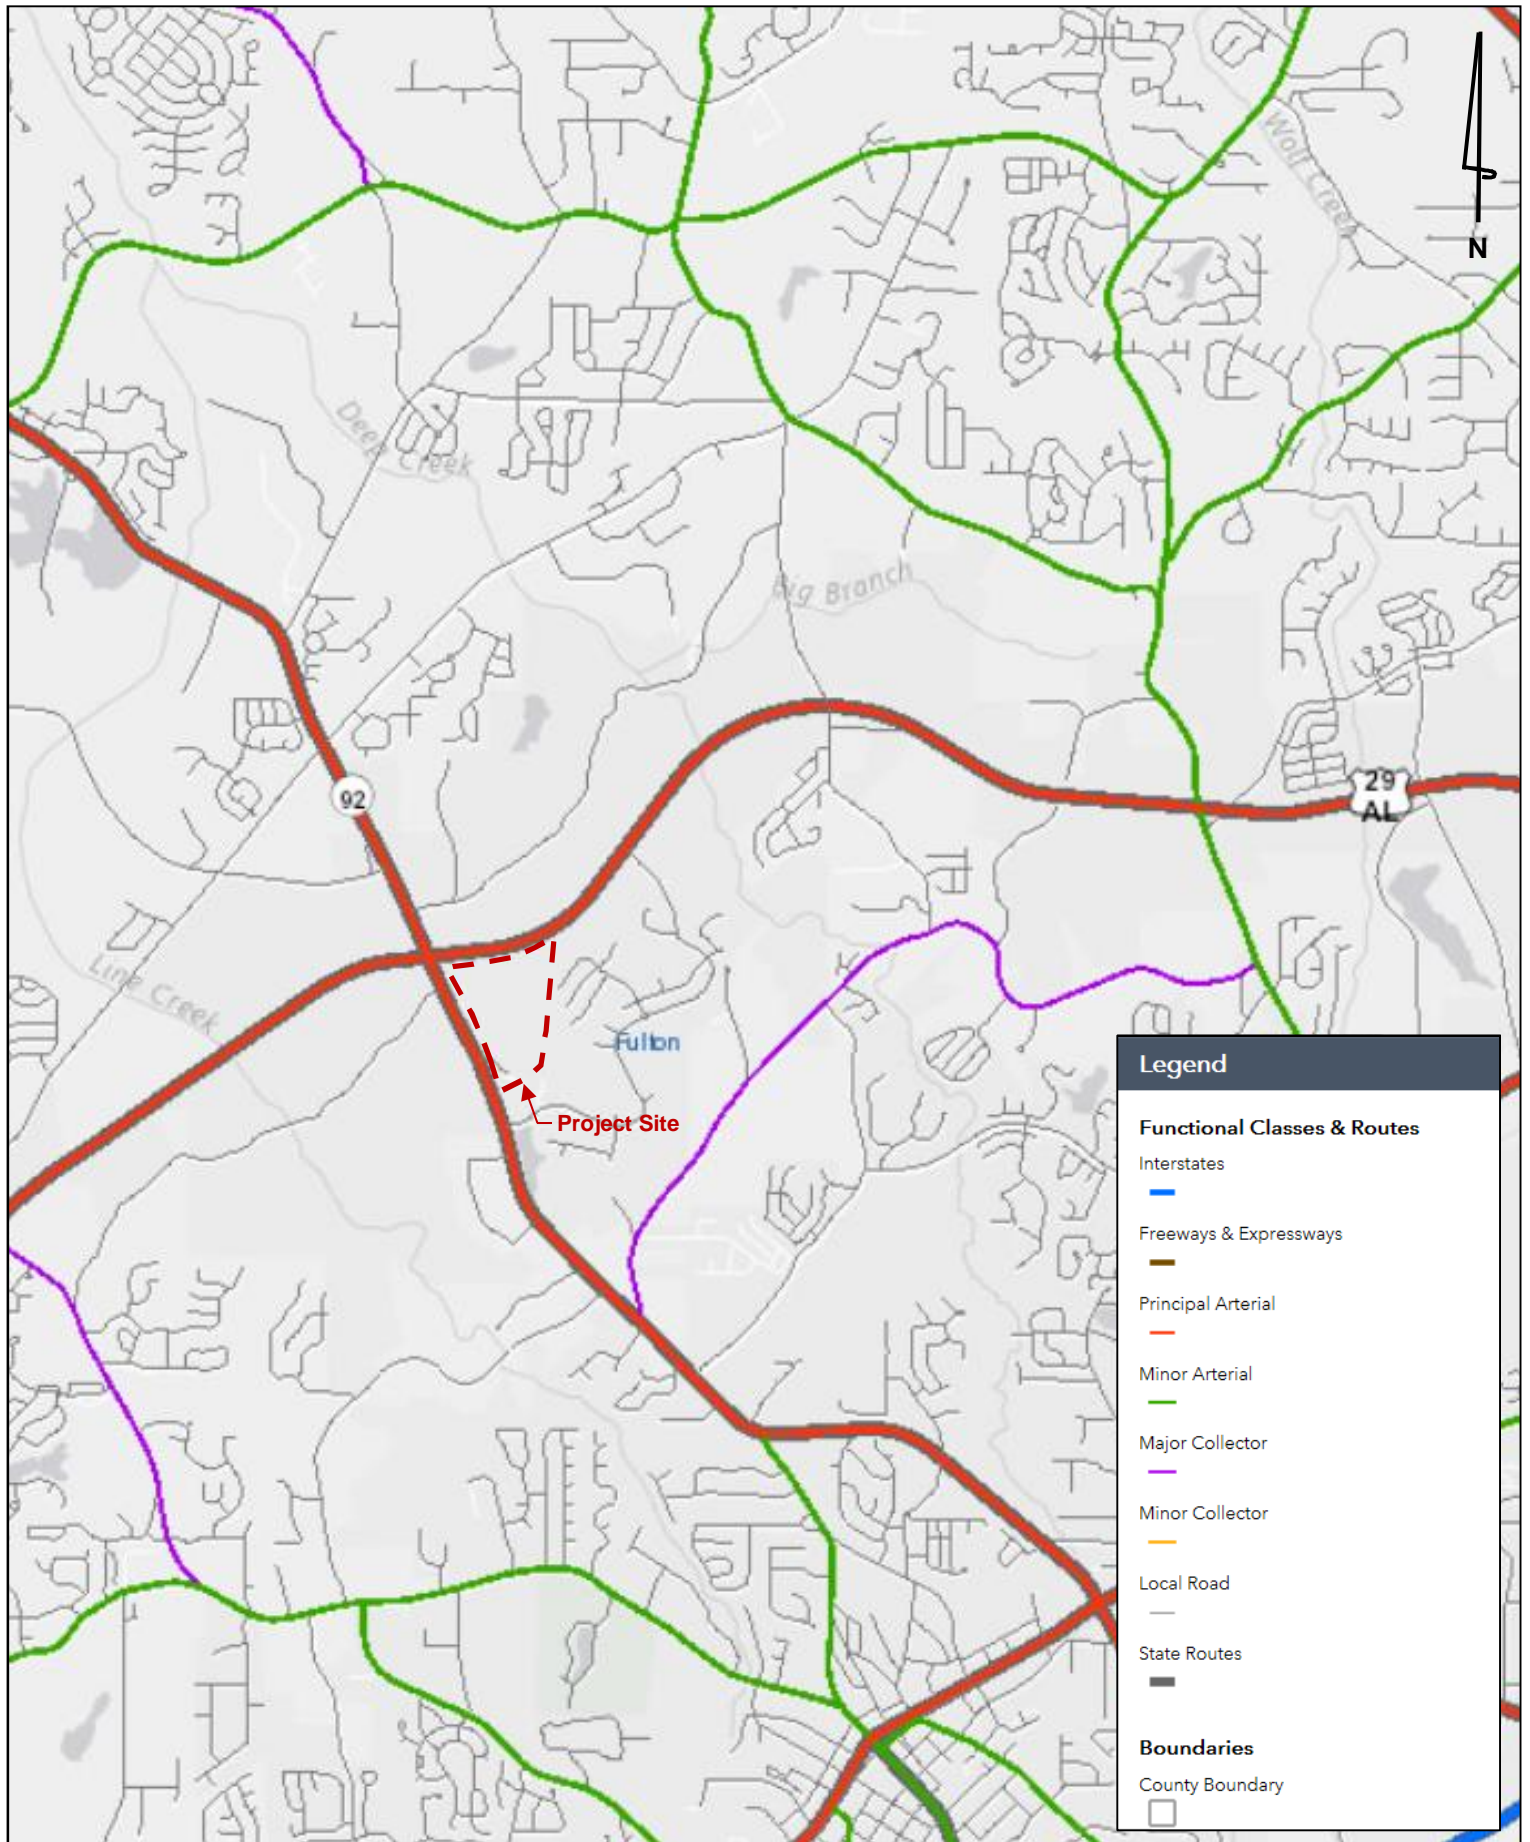 Woll Creek
N
Deep Creek
Big Branch
29
AL
92
Line Creek
Fulton
Project Site
Legend
Functional Classes & Routes
Interstates
Freeways & Expressways
Principal Arterial
Minor Arterial
Major Collector
Minor Collector
Local Road
State Routes
Boundaries
County Boundary